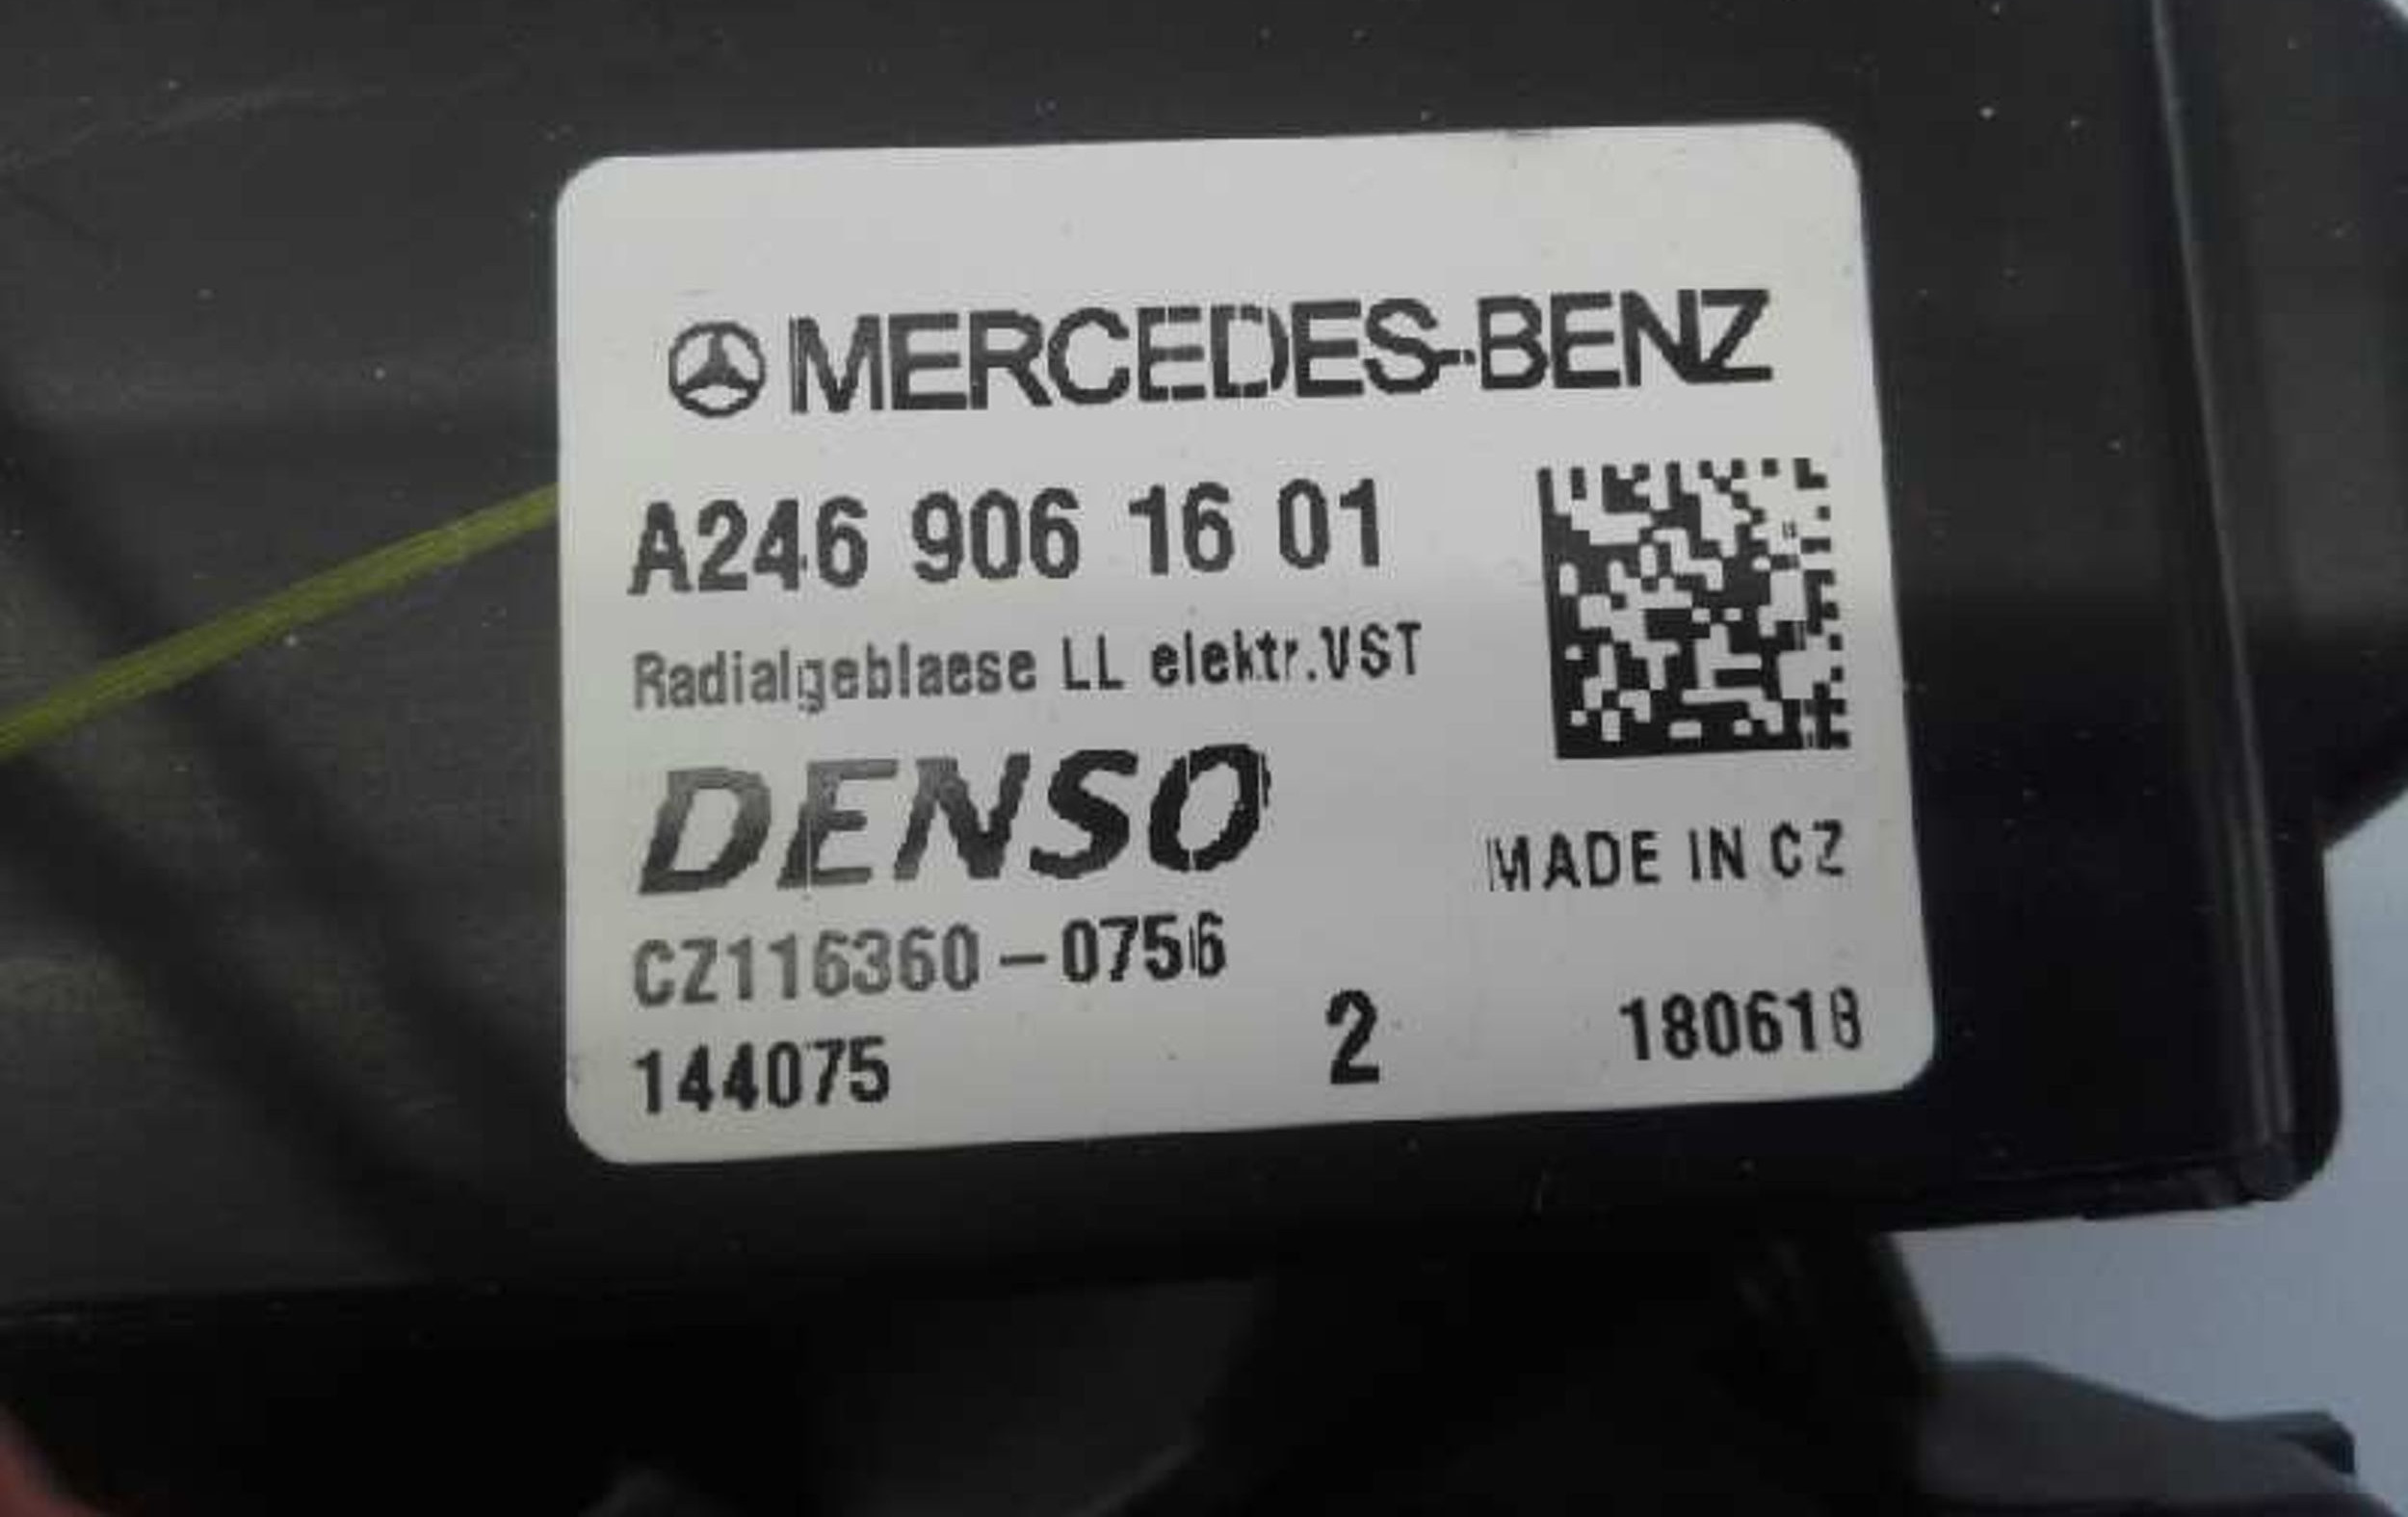 MERCEDES-BENZ
A246 906 16 01
Radialgeblaese LL elektr.VST
DENSO
MADE IN CZ
CZ116360-0756
144075 2 180618